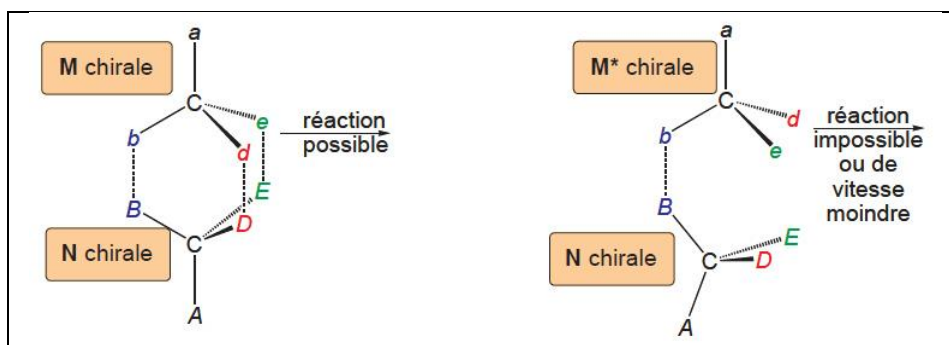 a
M chirale
C
e
b
d
réaction
possible
E
B
D
C
N chirale
A
a
M* chirale
C
d
b
e
réaction
impossible
ou de
vitesse
moindre
B
E
N chirale
C
D
A